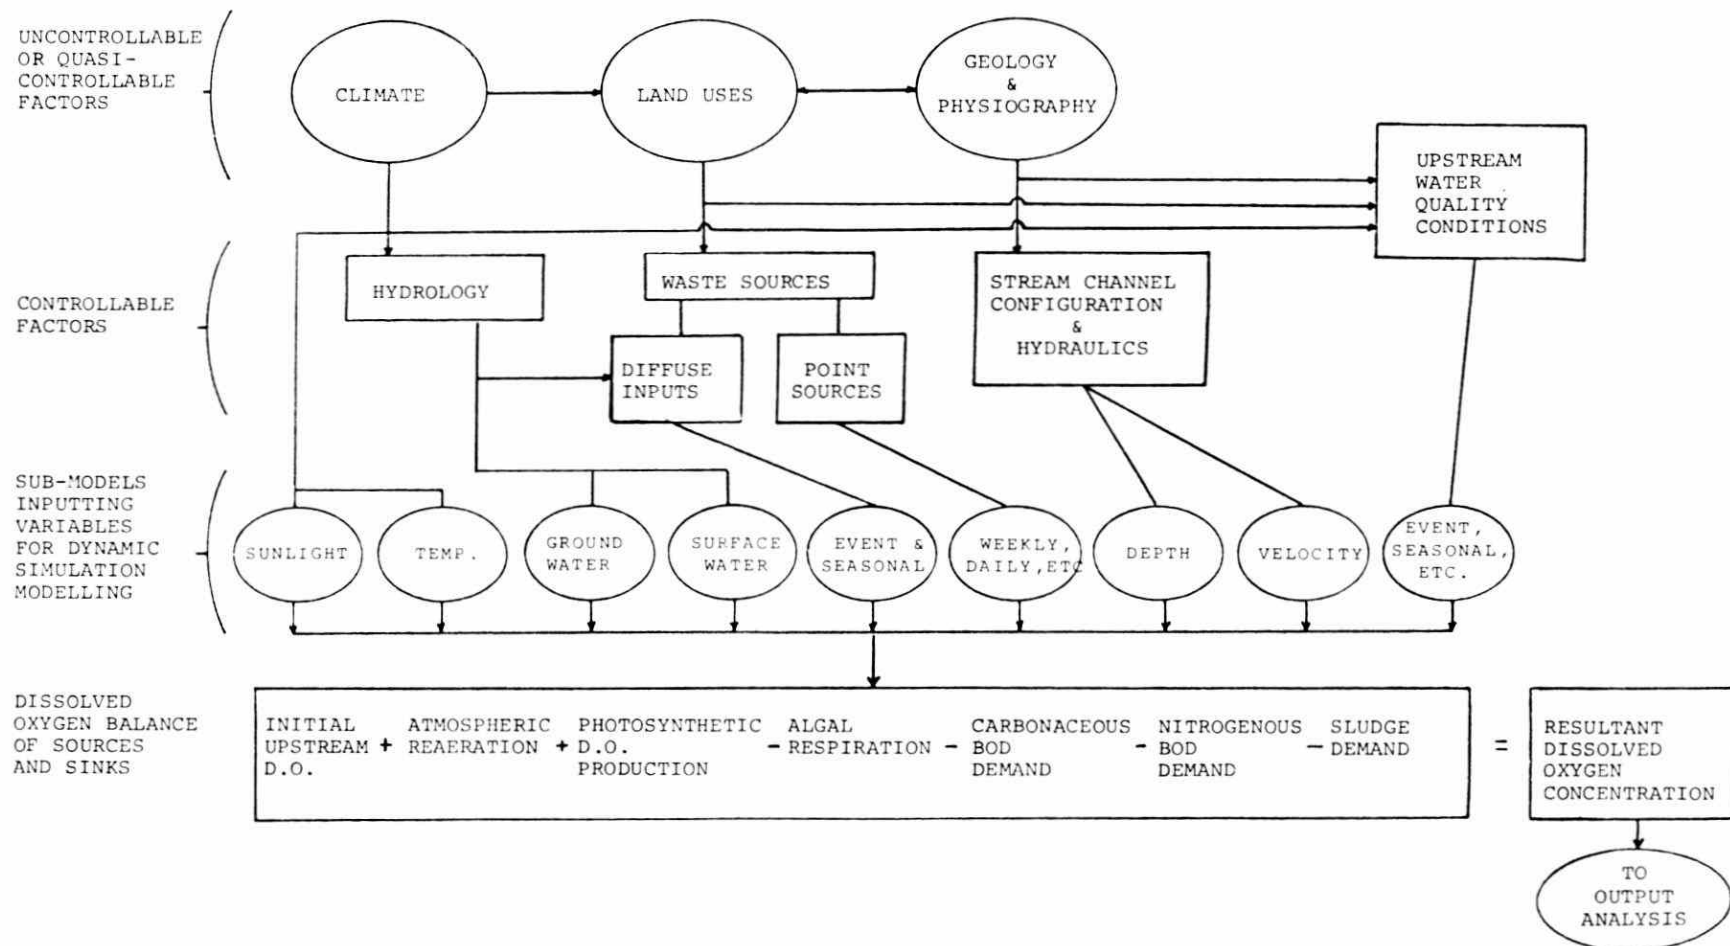 UNCONTROLLABLE
OR QUASI-
CONTROLLABLE
FACTORS
CLIMATE
LAND USES
GEOLOGY
&
PHYSIOGRAPHY
UPSTREAM
WATER
QUALITY
CONDITIONS
CONTROLLABLE
FACTORS
HYDROLOGY
WASTE SOURCES
DIFFUSE
INPUTS
POINT
SOURCES
STREAM CHANNEL
CONFIGURATION
&
HYDRAULICS
SUB-MODELS
INPUTTING
VARIABLES
FOR DYNAMIC
SIMULATION
MODELLING
SUNLIGHT
TEMP.
GROUND
WATER
SURFACE
WATER
EVENT &
SEASONAL
WEEKLY,
DAILY,ETC
DEPTH
VELOCITY
EVENT,
SEASONAL,
ETC.
DISSOLVED
OXYGEN BALANCE
OF SOURCES
AND SINKS
INITIAL
UPSTREAM
D.O.
+
ATMOSPHERIC
REAERATION
+
PHOTOSYNTHETIC
D.O.
PRODUCTION
-
ALGAL
RESPIRATION
-
CARBONACEOUS
BOD
DEMAND
-
NITROGENOUS
BOD
DEMAND
-
SLUDGE
DEMAND
=
RESULTANT
DISSOLVED
OXYGEN
CONCENTRATION
TO
OUTPUT
ANALYSIS